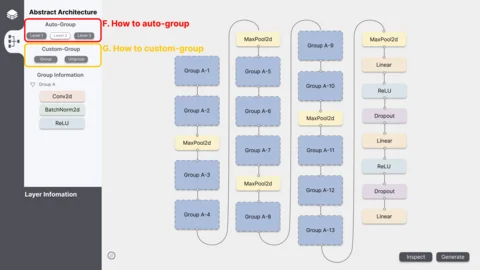 Abstract Architecture
Auto-Group
Level 1 Level 2 Level 3
F. How to auto-group
Custom-Group
Group Ungroup
G. How to custom-group
Group Information
Group A
Conv2d
BatchNorm2d
ReLU
Layer Infomation
Group A-1
Group A-2
MaxPool2d
Group A-3
Group A-4
MaxPool2d
Group A-5
Group A-6
Group A-7
MaxPool2d
Group A-8
Group A-9
Group A-10
MaxPool2d
Group A-11
Group A-12
Group A-13
MaxPool2d
Linear
ReLU
Dropout
Linear
ReLU
Dropout
Linear
Inspect Generate